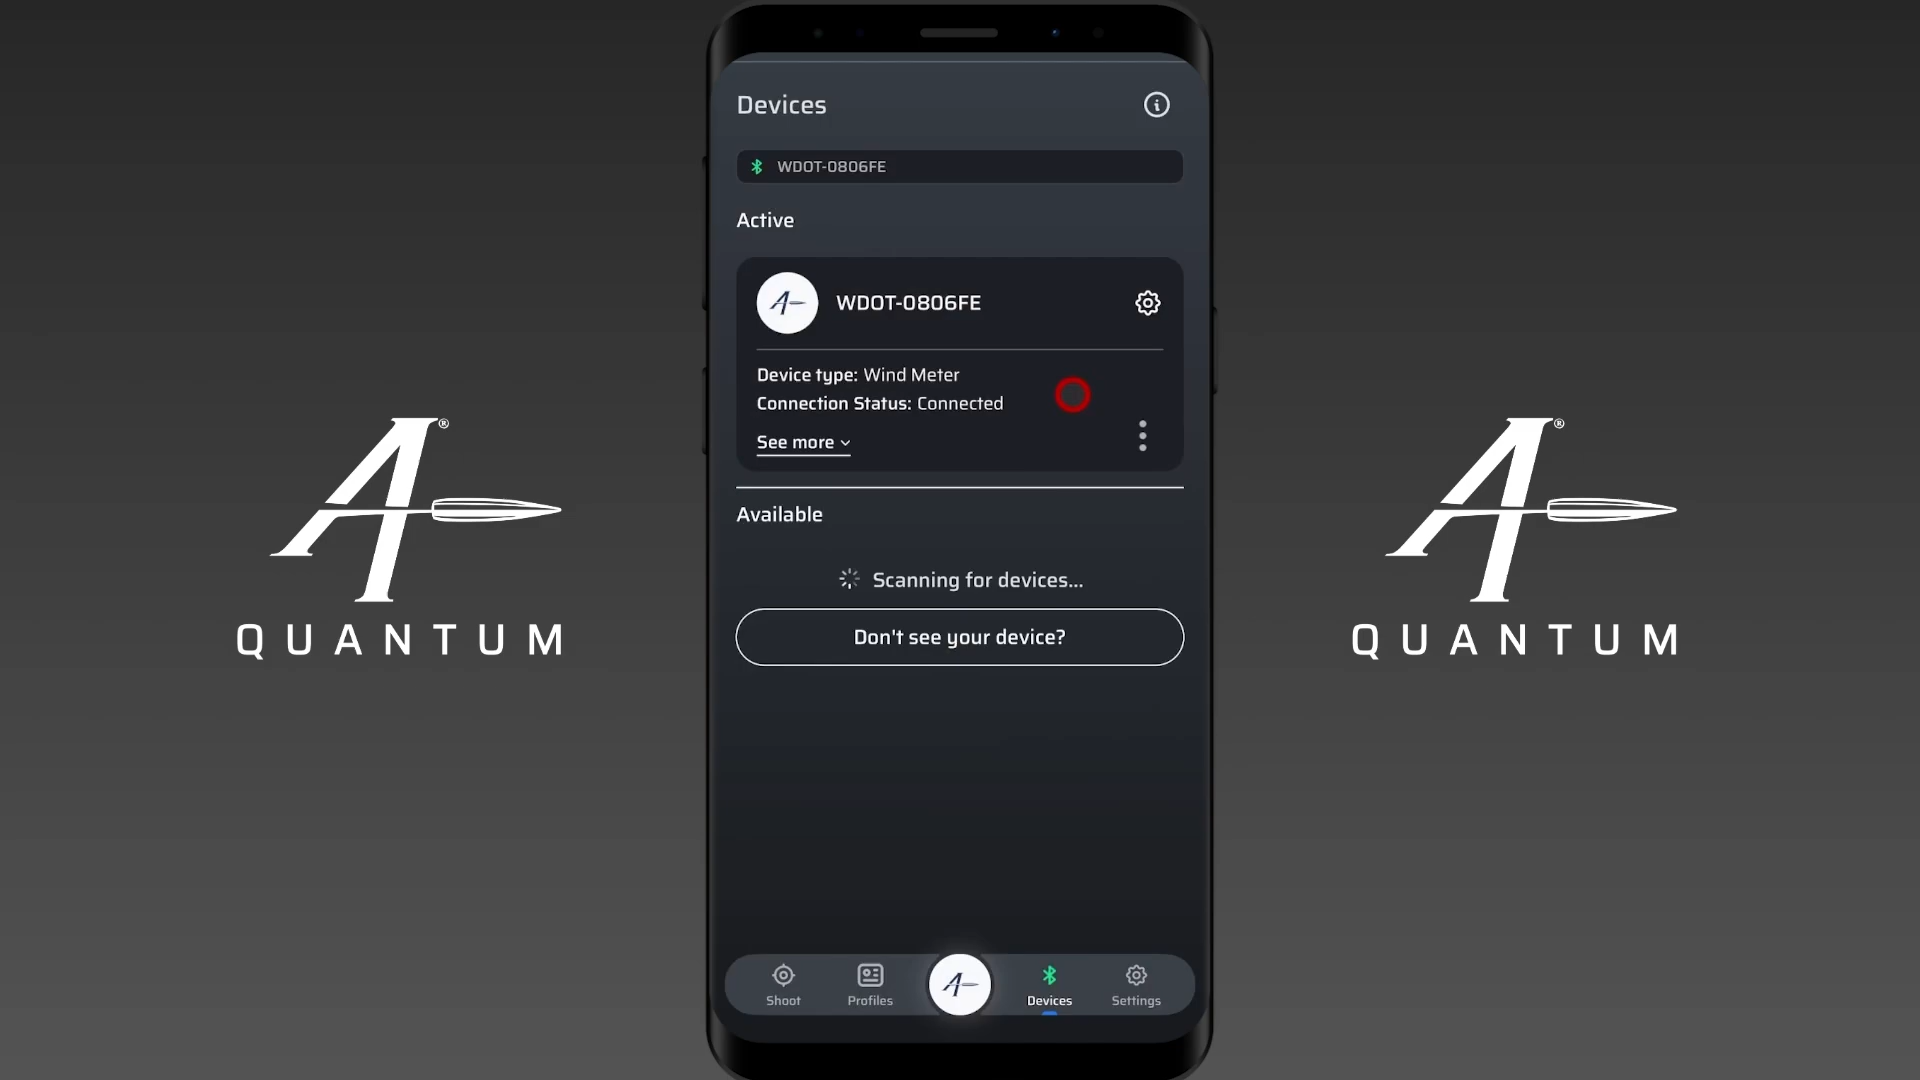 Devices
WDOT-0806FE
Active
WDOT-0806FE
Device type: Wind Meter
Connection Status: Connected
See more
Available
Scanning for devices...
Don't see your device?
Shoot
Profiles
Devices
Settings
A®
QUANTUM
A®
QUANTUM